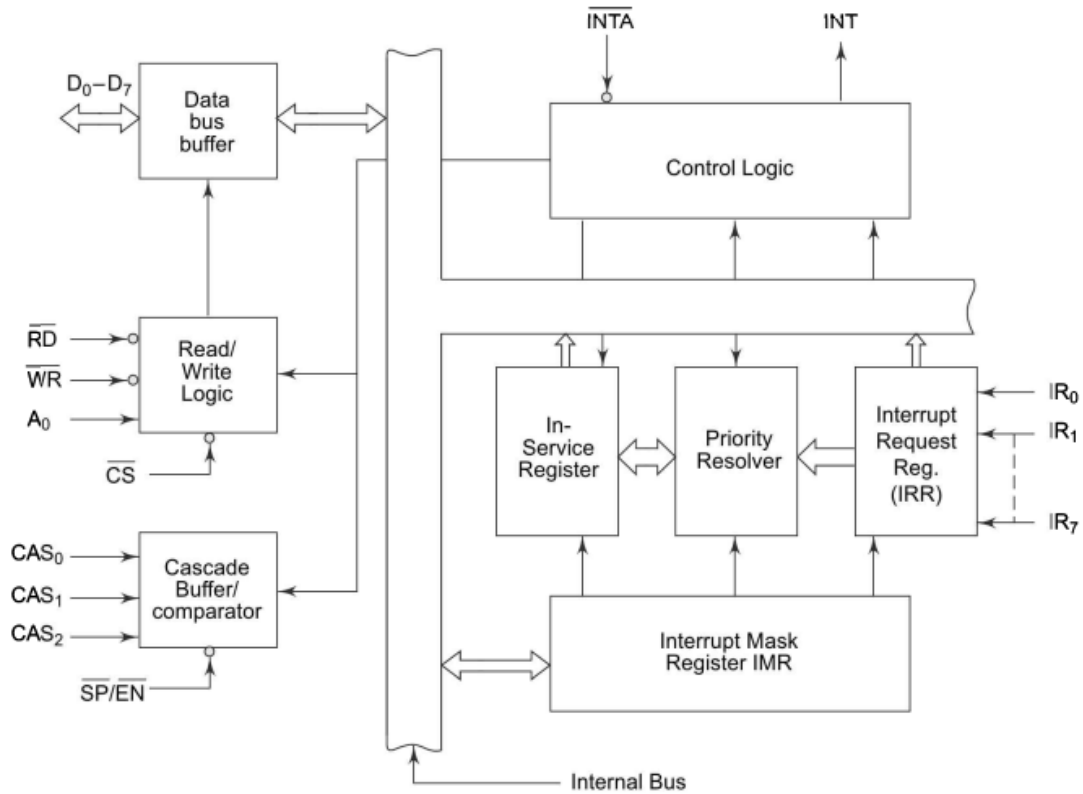 INTA
INT
D0–D7
Data
bus
buffer
Control Logic
RD
WR
A0
CS
Read/
Write
Logic
In-
Service
Register
Priority
Resolver
Interrupt
Request
Reg.
(IRR)
IR0
IR1
IR7
CAS0
CAS1
CAS2
Cascade
Buffer/
comparator
SP/EN
Interrupt Mask
Register IMR
Internal Bus